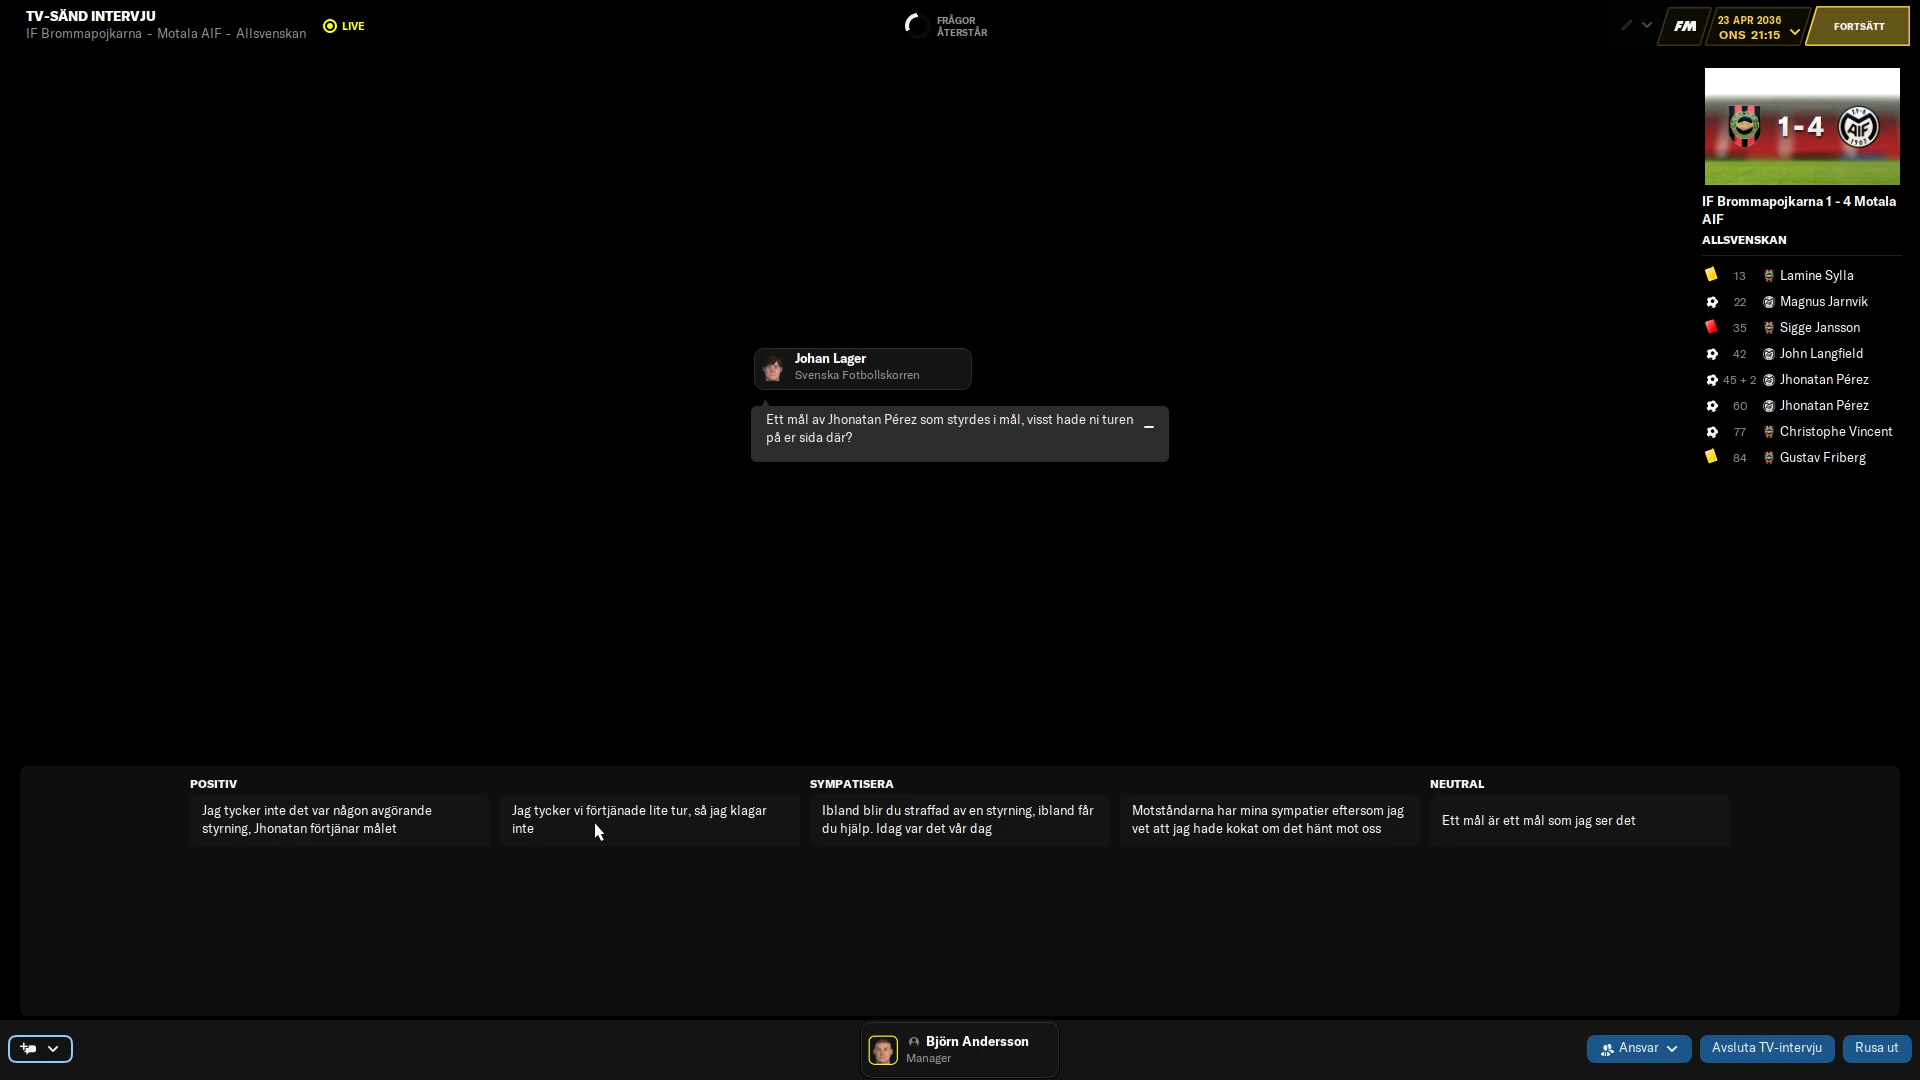 TV-SÄND INTERVJU
IF Brommapojkarna - Motala AIF - Allsvenskan
LIVE
FRÅGOR
ÅTERSTÅR
FM
23 APR 2036
ONS 21:15
FORTSÄTT
1-4
IF Brommapojkarna 1 - 4 Motala
AIF
ALLSVENSKAN
13 Lamine Sylla
22 Magnus Jarnvik
35 Sigge Jansson
42 John Langfield
45 + 2 Jhonatan Pérez
60 Jhonatan Pérez
77 Christophe Vincent
84 Gustav Friberg
Johan Lager
Svenska Fotbollskorren
Ett mål av Jhonatan Pérez som styrdes i mål, visst hade ni turen
på er sida där?
POSITIV
Jag tycker inte det var någon avgörande
styrning, Jhonatan förtjänar målet
Jag tycker vi förtjänade lite tur, så jag klagar
inte
SYMPATISERA
Ibland blir du straffad av en styrning, ibland får
du hjälp. Idag var det vår dag
Motståndarna har mina sympatier eftersom jag
vet att jag hade kokat om det hänt mot oss
NEUTRAL
Ett mål är ett mål som jag ser det
Björn Andersson
Manager
Ansvar
Avsluta TV-intervju
Rusa ut